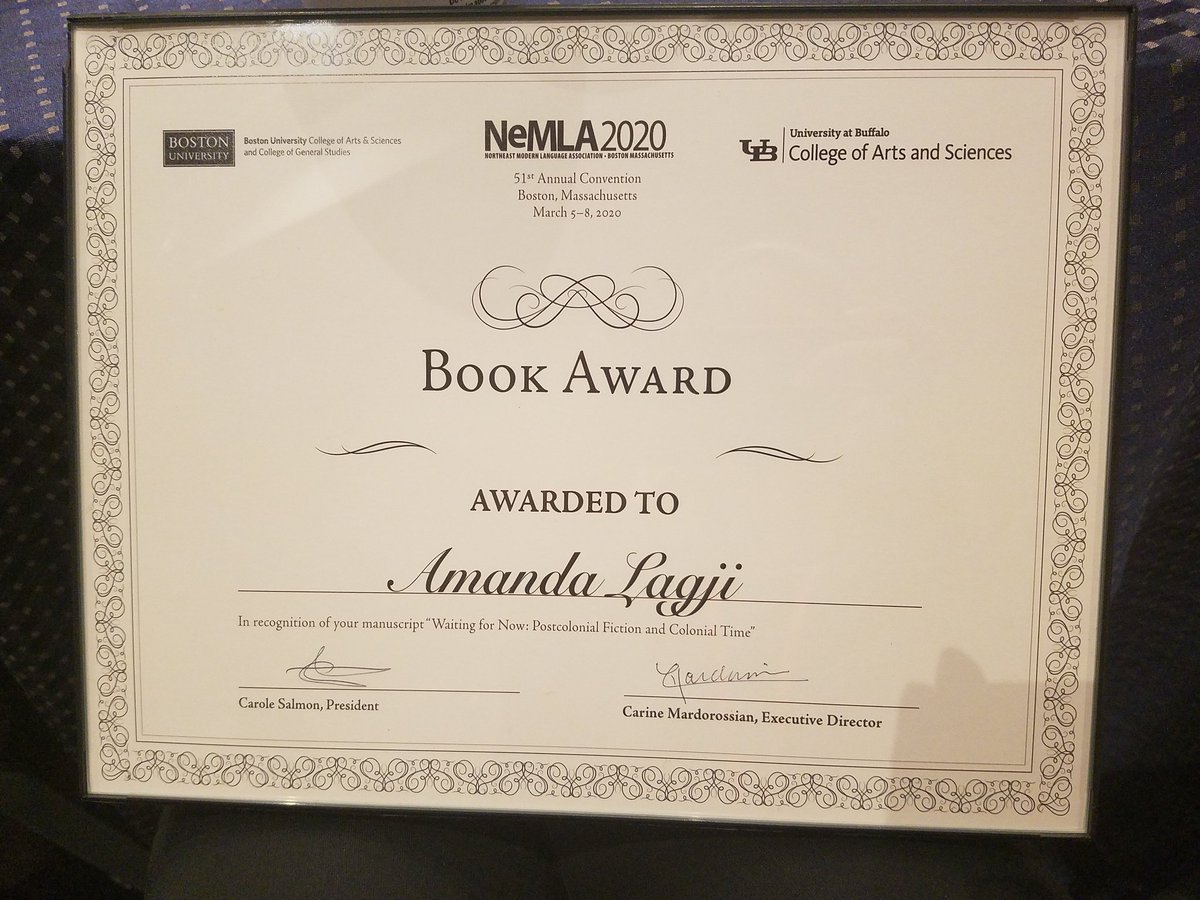 BOSTON
UNIVERSITY
Boston University College of Arts & Sciences
and College of General Studies
NeMLA2020
NORTHEAST MODERN LANGUAGE ASSOCIATION • BOSTON MASSACHUSETTS
51st Annual Convention
Boston, Massachusetts
March 5–8, 2020
UB
University at Buffalo
College of Arts and Sciences
Book Award
AWARDED TO
Amanda Lagji
In recognition of your manuscript “Waiting for Now: Postcolonial Fiction and Colonial Time”
Carole Salmon, President
Carine Mardorossian, Executive Director